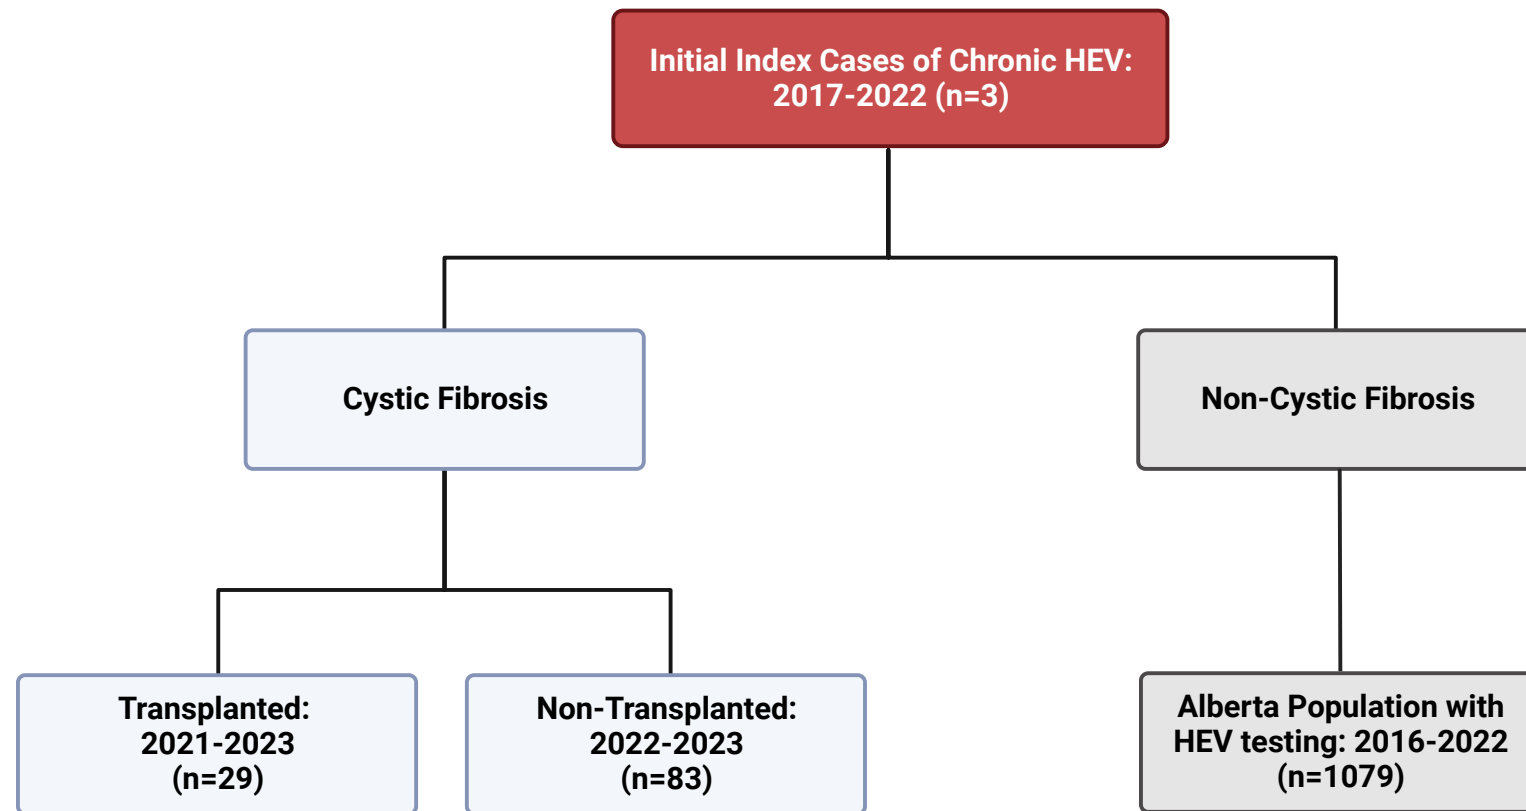 Initial Index Cases of Chronic HEV:
2017-2022 (n=3)
Cystic Fibrosis
Non-Cystic Fibrosis
Transplanted:
2021-2023
(n=29)
Non-Transplanted:
2022-2023
(n=83)
Alberta Population with
HEV testing: 2016-2022
(n=1079)